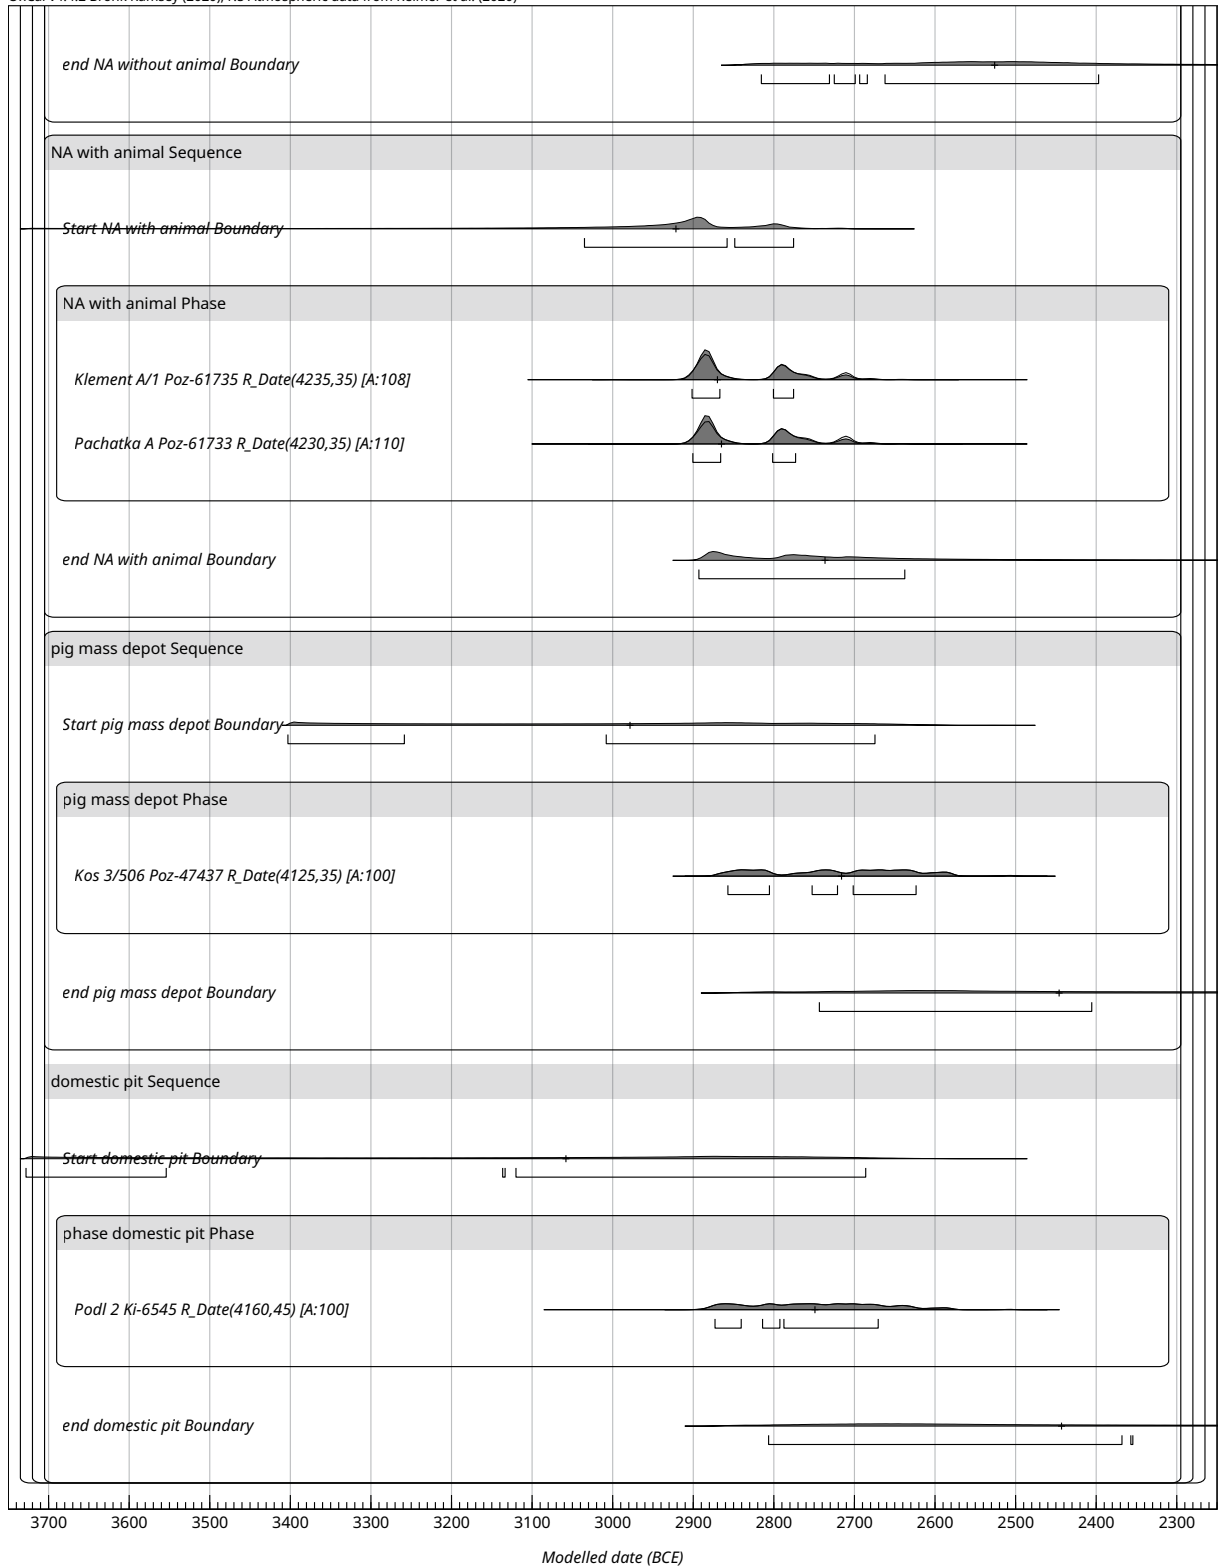 end NA without animal Boundary
NA with animal Sequence
Start NA with animal Boundary
NA with animal Phase
Klement A/1 Poz-61735 R_Date(4235,35) [A:108]
Pachatka A Poz-61733 R_Date(4230,35) [A:110]
end NA with animal Boundary
pig mass depot Sequence
Start pig mass depot Boundary
pig mass depot Phase
Kos 3/506 Poz-47437 R_Date(4125,35) [A:100]
end pig mass depot Boundary
domestic pit Sequence
Start domestic pit Boundary
phase domestic pit Phase
Podl 2 Ki-6545 R_Date(4160,45) [A:100]
end domestic pit Boundary
3700 3600 3500 3400 3300 3200 3100 3000 2900 2800 2700 2600 2500 2400 2300
Modelled date (BCE)